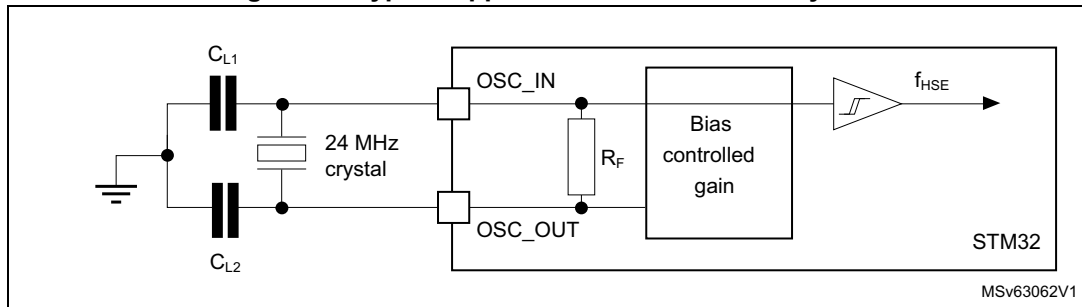 C_L1
OSC_IN
f_HSE
24 MHz
crystal
R_F
Bias
controlled
gain
OSC_OUT
C_L2
STM32
MSv63062V1